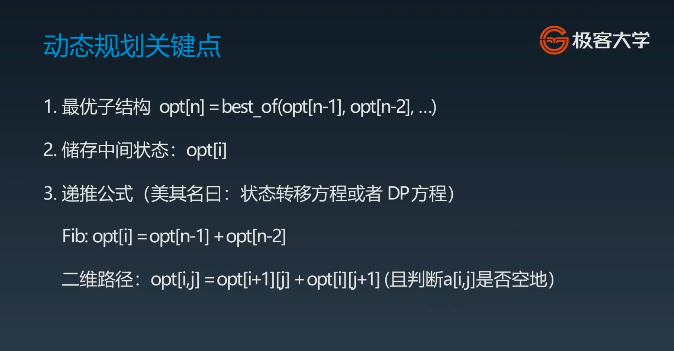 动态规划关键点
极客大学
1. 最优子结构 opt[n] = best_of(opt[n-1], opt[n-2], …)
2. 储存中间状态：opt[i]
3. 递推公式（美其名曰：状态转移方程或者 DP方程）
Fib: opt[i] = opt[n-1] + opt[n-2]
二维路径：opt[i,j] = opt[i+1][j] + opt[i][j+1] (且判断a[i,j]是否空地）